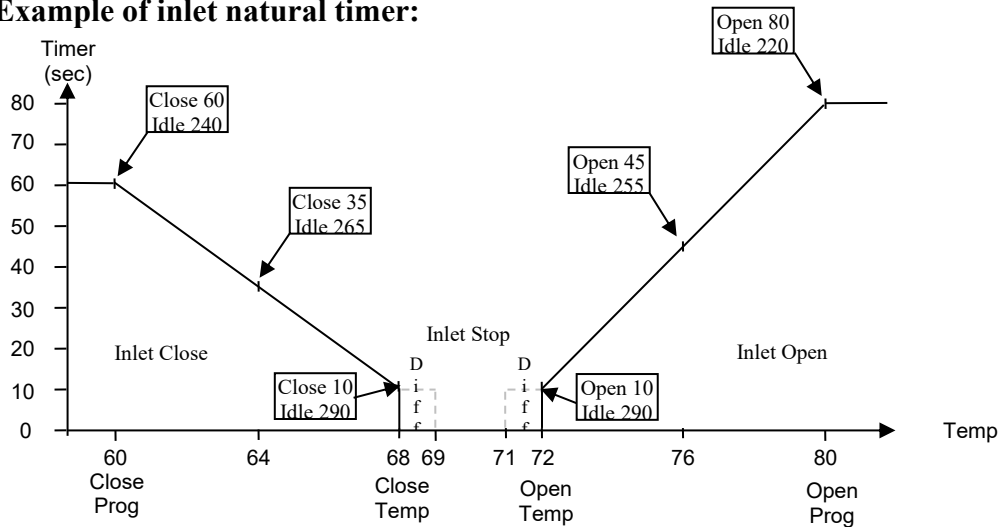 Example of inlet natural timer:
Timer
(sec)
Open 80
Idle 220
80
70
60
50
40
30
20
10
0
Close 60
Idle 240
Close 35
Idle 265
Close 10
Idle 290
Open 45
Idle 255
Open 10
Idle 290
Inlet Close
Inlet Stop
Inlet Open
Diff
Diff
60
64
68
69
71
72
76
80
Temp
Close
Prog
Close
Temp
Open
Temp
Open
Prog